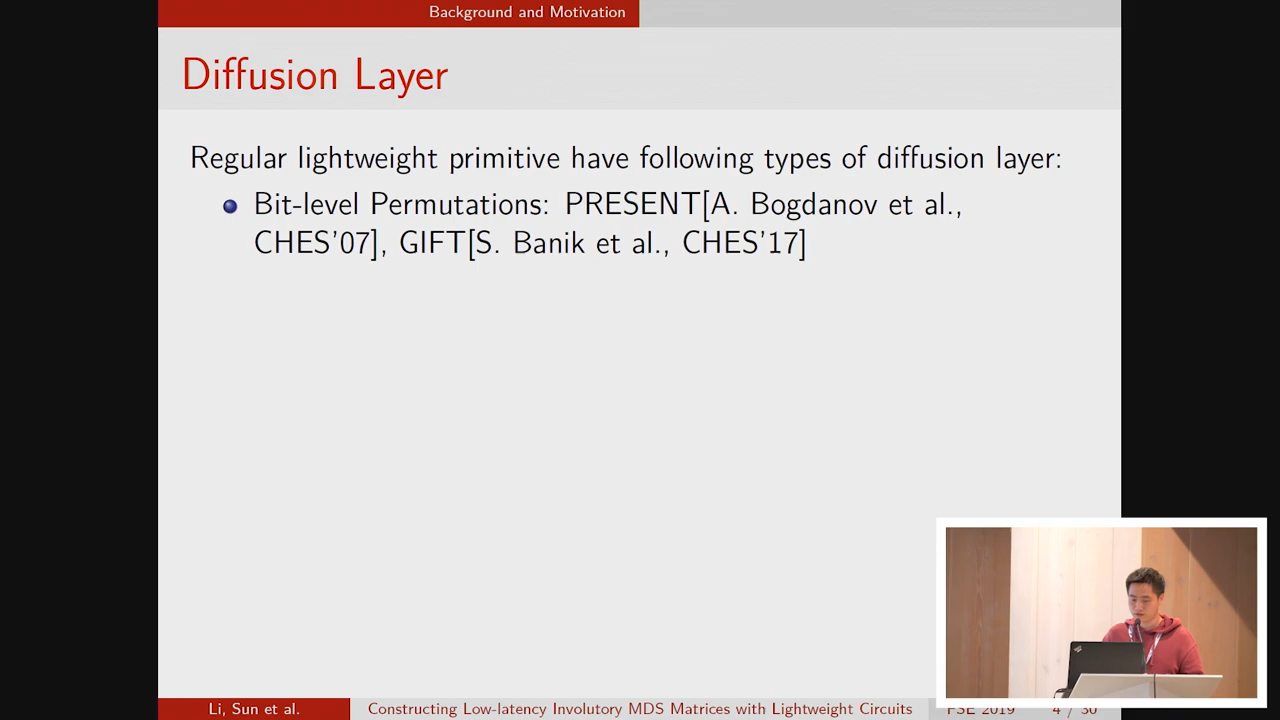 Background and Motivation
Diffusion Layer
Regular lightweight primitive have following types of diffusion layer:
Bit-level Permutations: PRESENT[A. Bogdanov et al.,
CHES'07], GIFT[S. Banik et al., CHES'17]
Li, Sun et al.
Constructing Low-latency Involutory MDS Matrices with Lightweight Circuits
FSE 2019
4 / 30